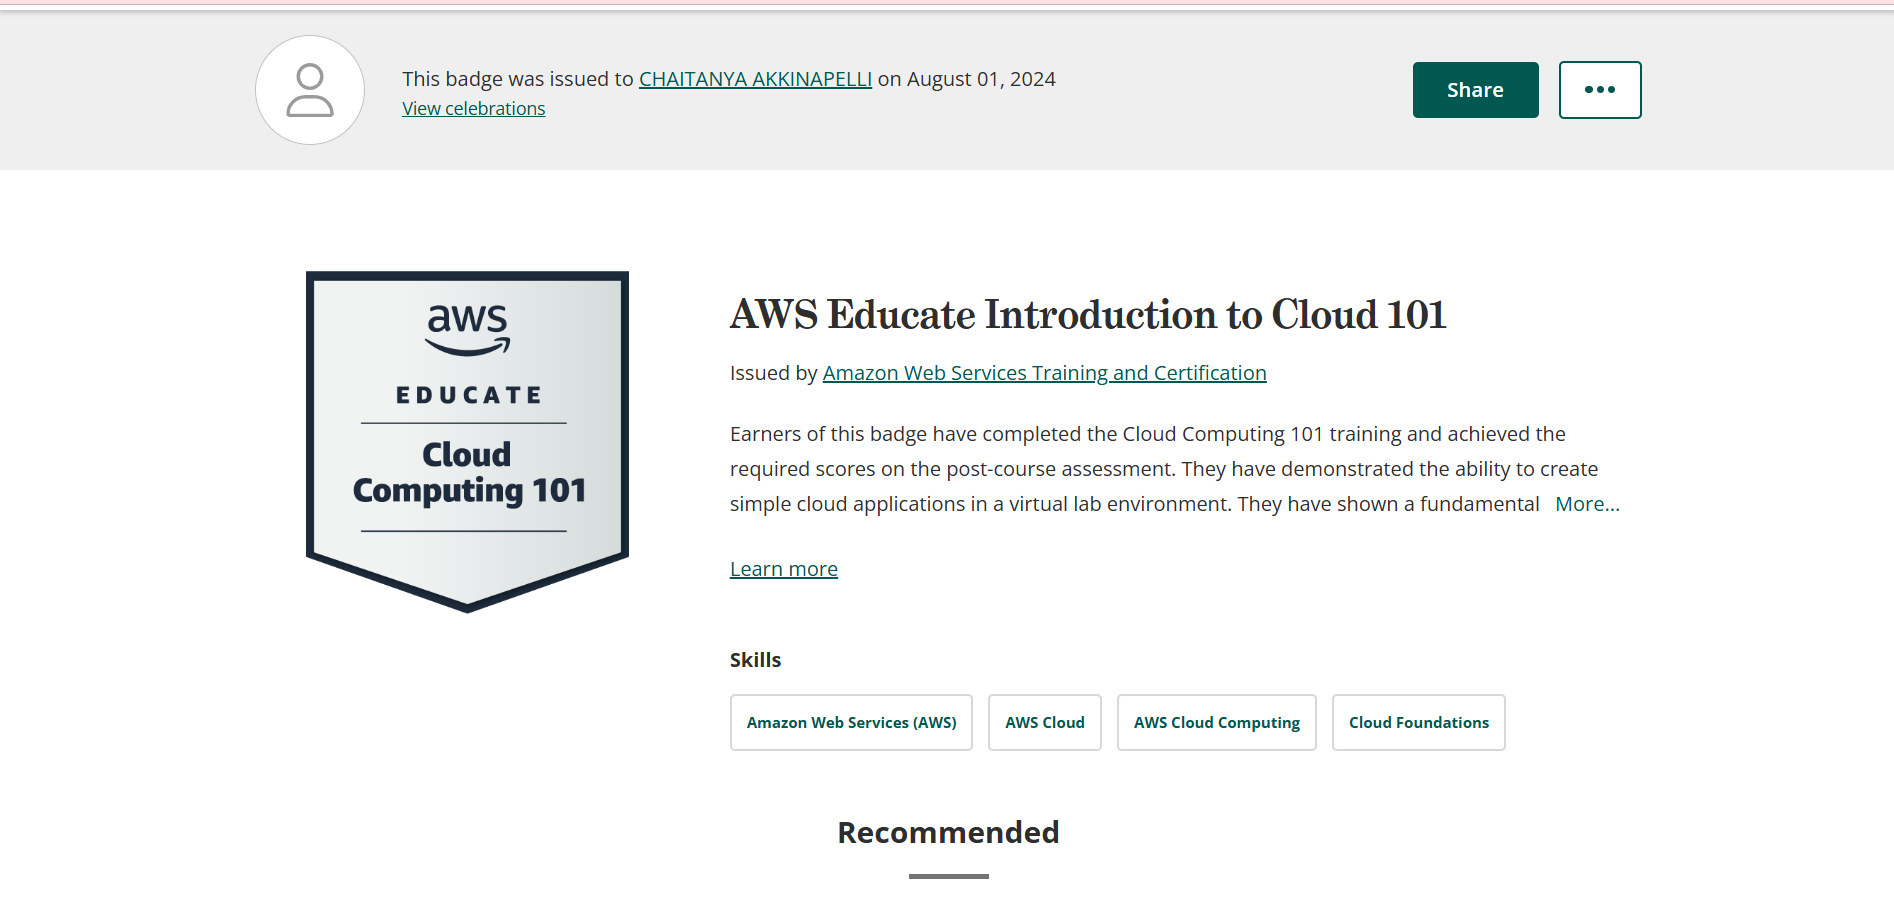 This badge was issued to CHAITANYA AKKINAPELLI on August 01, 2024
View celebrations
Share
aws
EDUCATE
Cloud
Computing 101
AWS Educate Introduction to Cloud 101
Issued by Amazon Web Services Training and Certification
Earners of this badge have completed the Cloud Computing 101 training and achieved the
required scores on the post-course assessment. They have demonstrated the ability to create
simple cloud applications in a virtual lab environment. They have shown a fundamental More...
Learn more
Skills
Amazon Web Services (AWS) AWS Cloud AWS Cloud Computing Cloud Foundations
Recommended